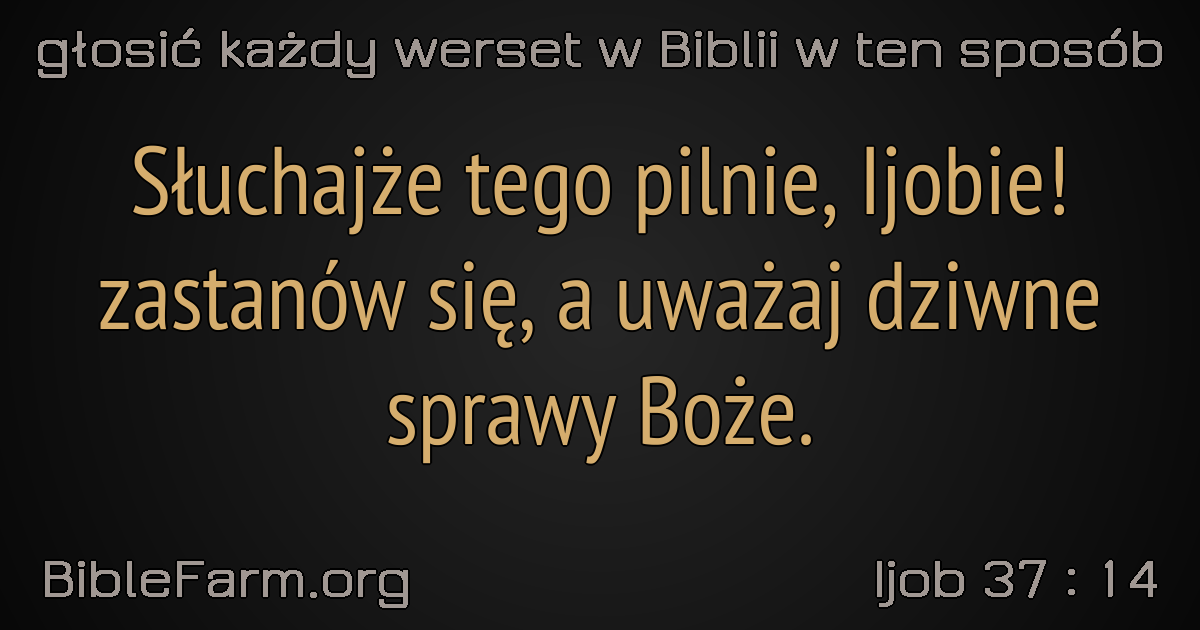 głosić każdy werset w Biblii w ten sposób
Słuchajże tego pilnie, Ijobie!
zastanów się, a uważaj dziwne
sprawy Boże.
BibleFarm.org
Ijob 37 : 14